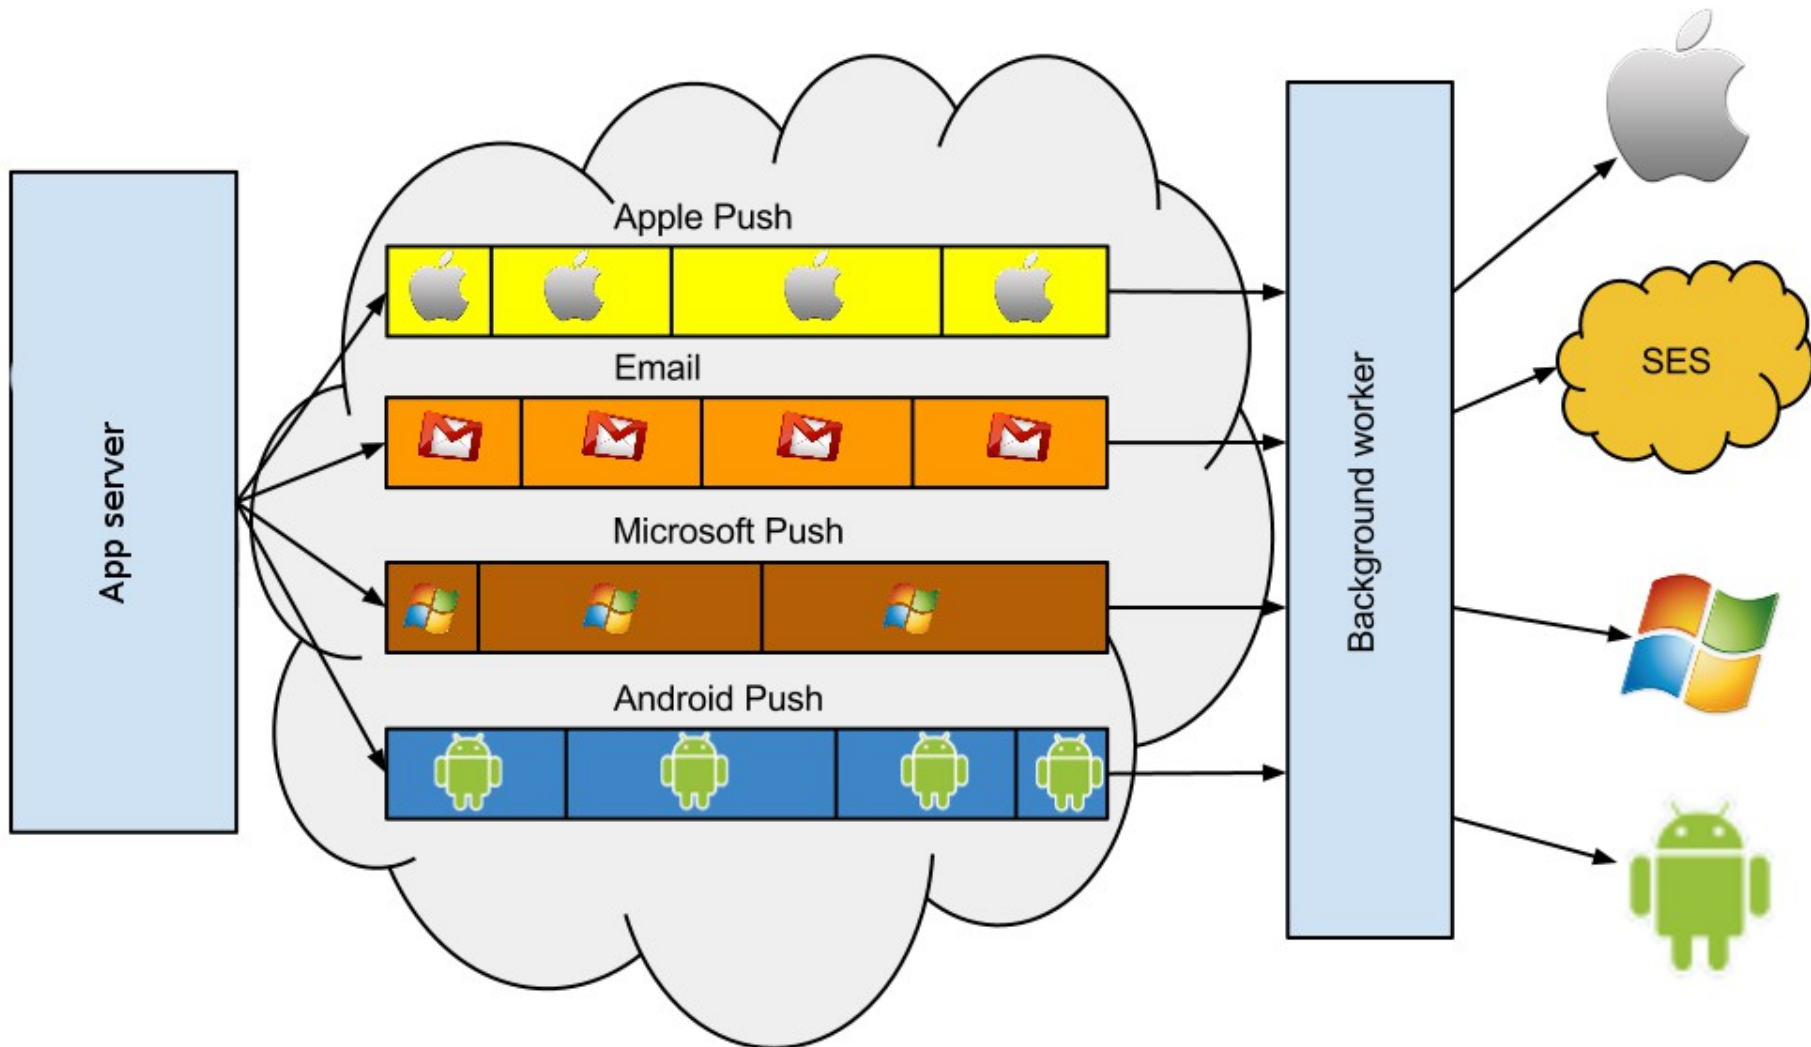 App server
Apple Push
Email
Microsoft Push
Android Push
Background worker
SES